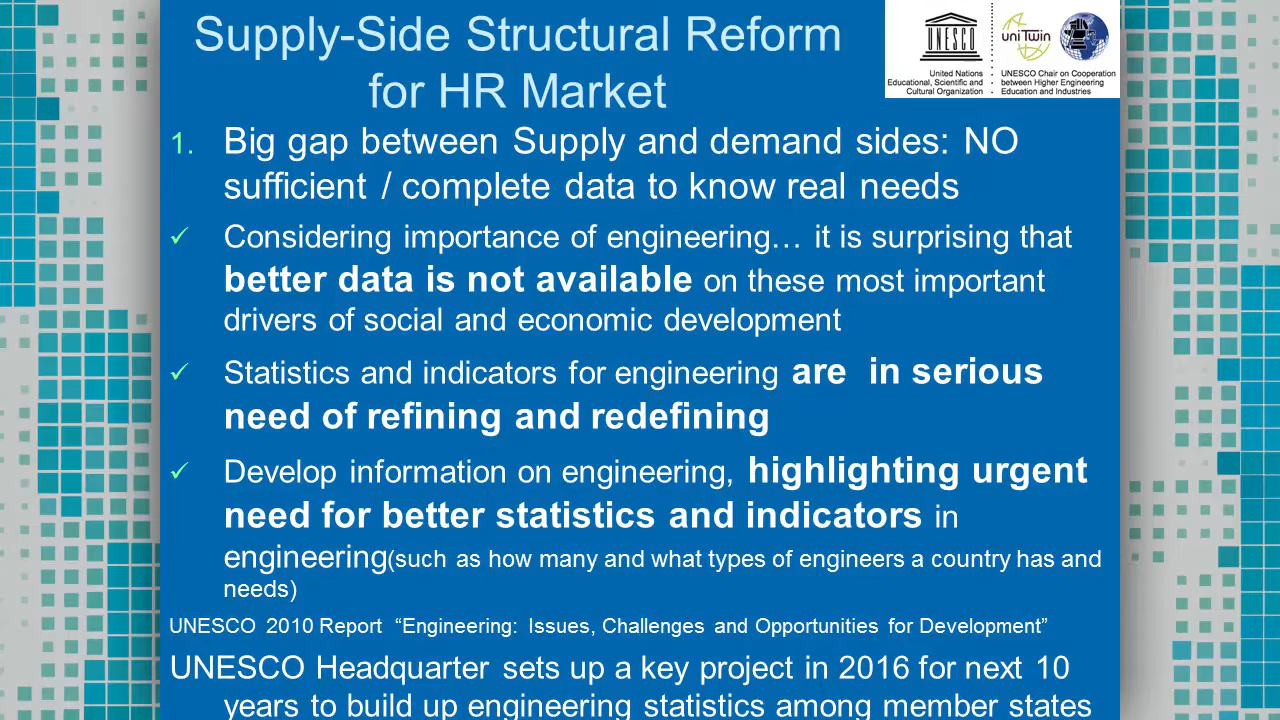 Supply-Side Structural Reform
for HR Market
UNESCO
uniTwin
United Nations
Educational, Scientific and
Cultural Organization
UNESCO Chair on Cooperation
between Higher Engineering
Education and Industries
1. Big gap between Supply and demand sides: NO
sufficient / complete data to know real needs
✓ Considering importance of engineering… it is surprising that
better data is not available on these most important
drivers of social and economic development
✓ Statistics and indicators for engineering are in serious
need of refining and redefining
✓ Develop information on engineering, highlighting urgent
need for better statistics and indicators in
engineering(such as how many and what types of engineers a country has and
needs)
UNESCO 2010 Report “Engineering: Issues, Challenges and Opportunities for Development”
UNESCO Headquarter sets up a key project in 2016 for next 10
years to build up engineering statistics among member states